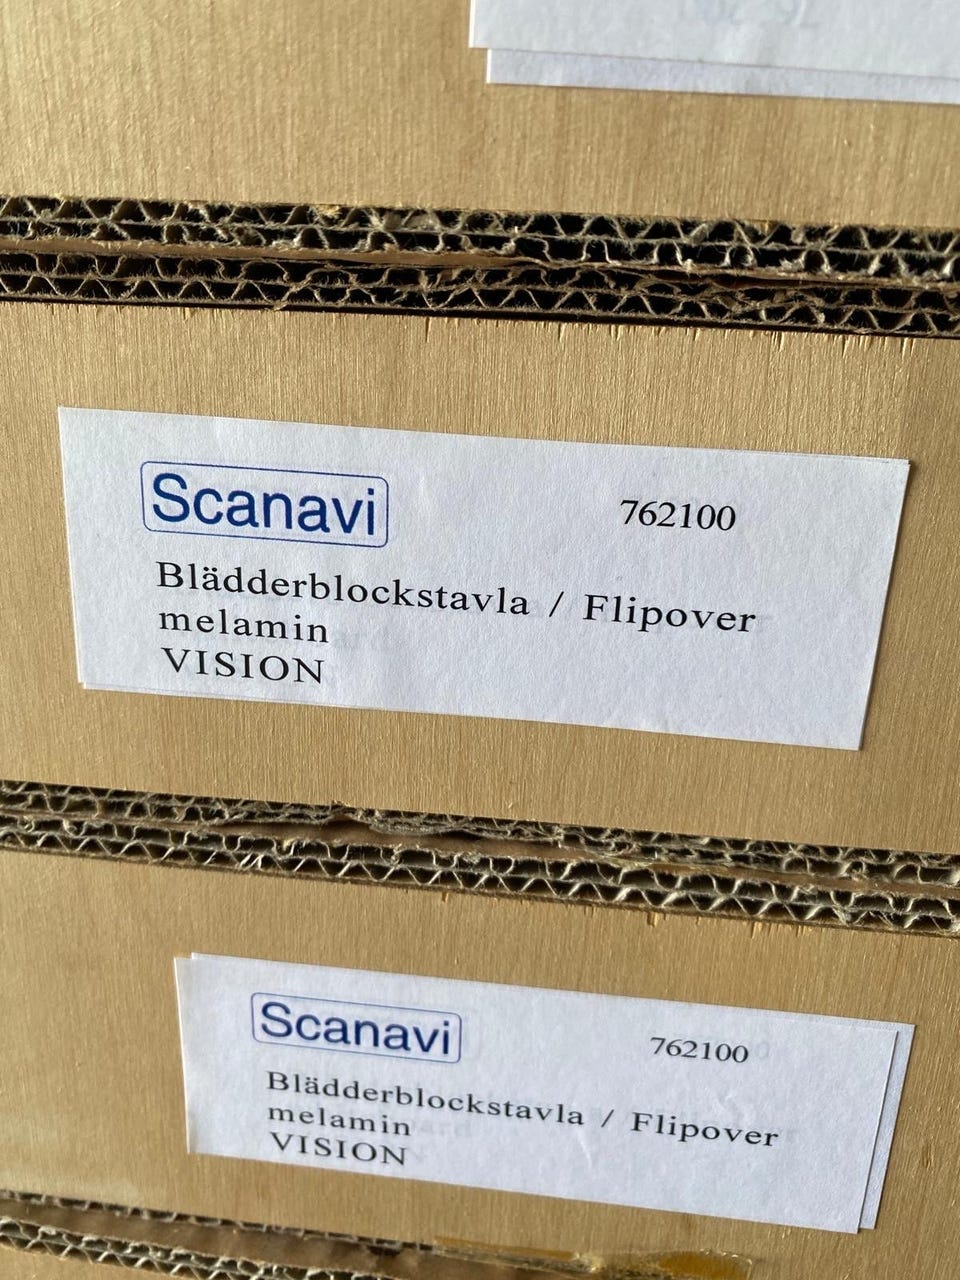 Scanavi
762100
Blädderblockstavla / Flipover
melamin
VISION
Scanavi
762100
Blädderblockstavla / Flipover
melamin
VISION